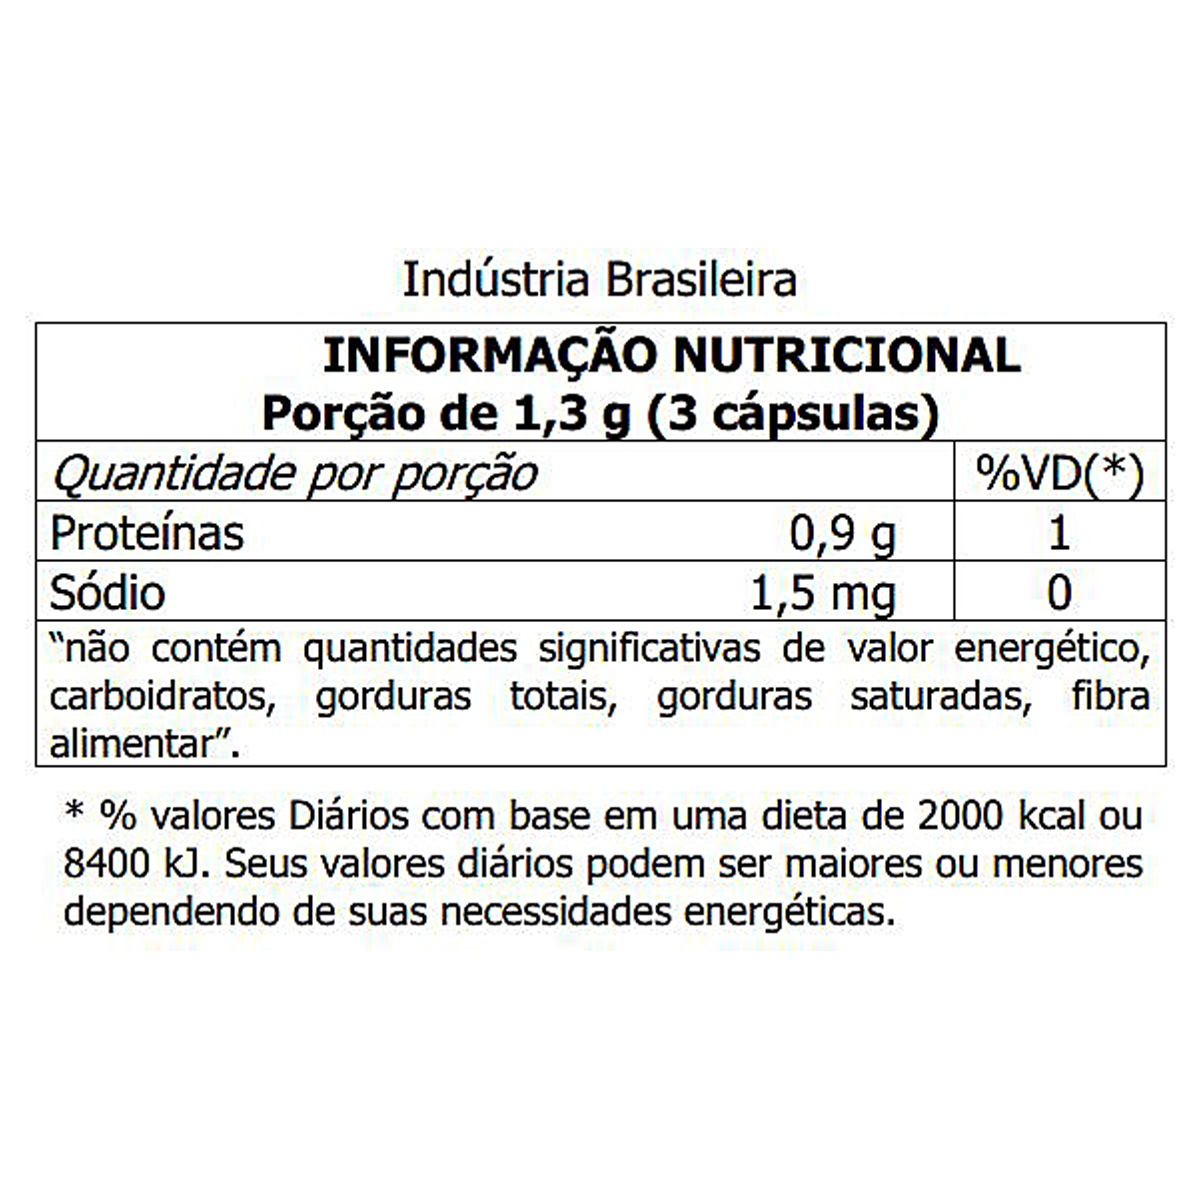 Indústria Brasileira
INFORMAÇÃO NUTRICIONAL
Porção de 1,3 g (3 cápsulas)
Quantidade por porção %VD(*)
Proteínas 0,9 g 1
Sódio 1,5 mg 0
“não contém quantidades significativas de valor energético,
carboidratos, gorduras totais, gorduras saturadas, fibra
alimentar”.
* % valores Diários com base em uma dieta de 2000 kcal ou
8400 kJ. Seus valores diários podem ser maiores ou menores
dependendo de suas necessidades energéticas.